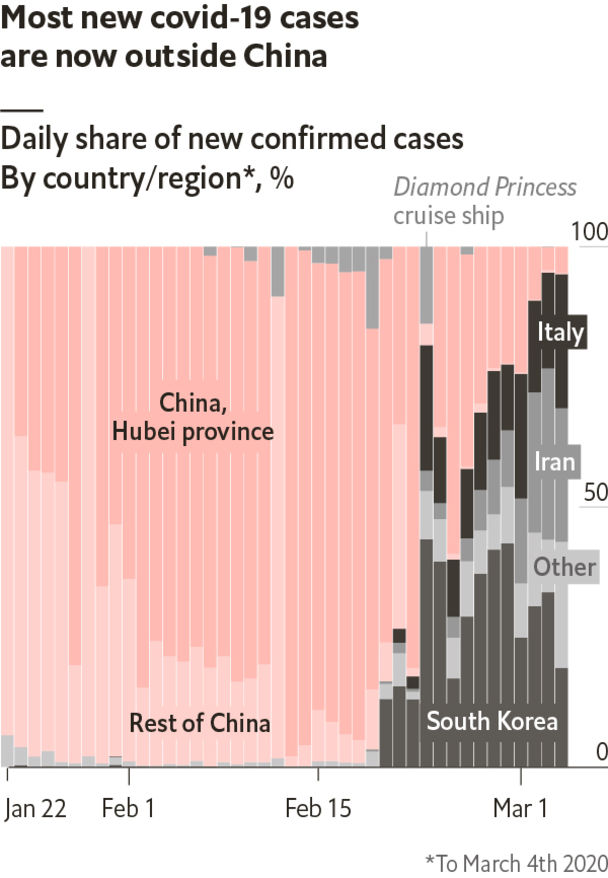 Most new covid-19 cases
are now outside China
Daily share of new confirmed cases
By country/region*, %
Diamond Princess
cruise ship
100
Italy
China,
Hubei province
Iran
50
Other
Rest of China
South Korea
0
Jan 22
Feb 1
Feb 15
Mar 1
*To March 4th 2020